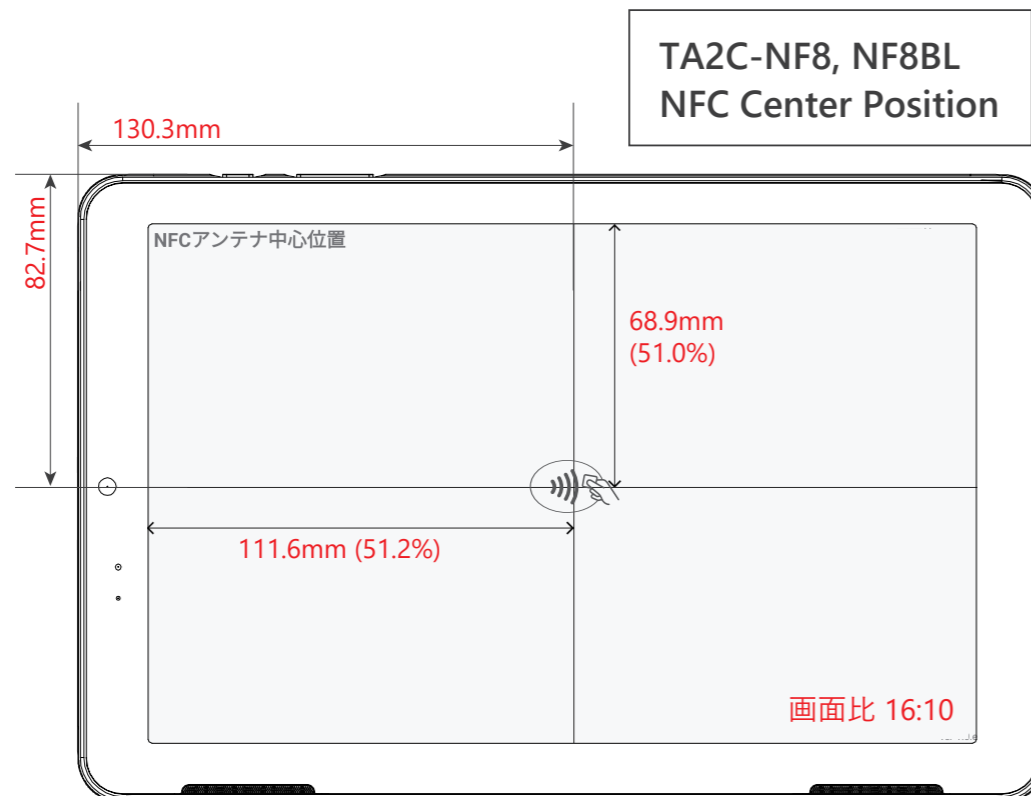 TA2C-NF8, NF8BL
NFC Center Position
130.3mm
82.7mm
NFCアンテナ中心位置
68.9mm
(51.0%)
111.6mm (51.2%)
画面比 16:10